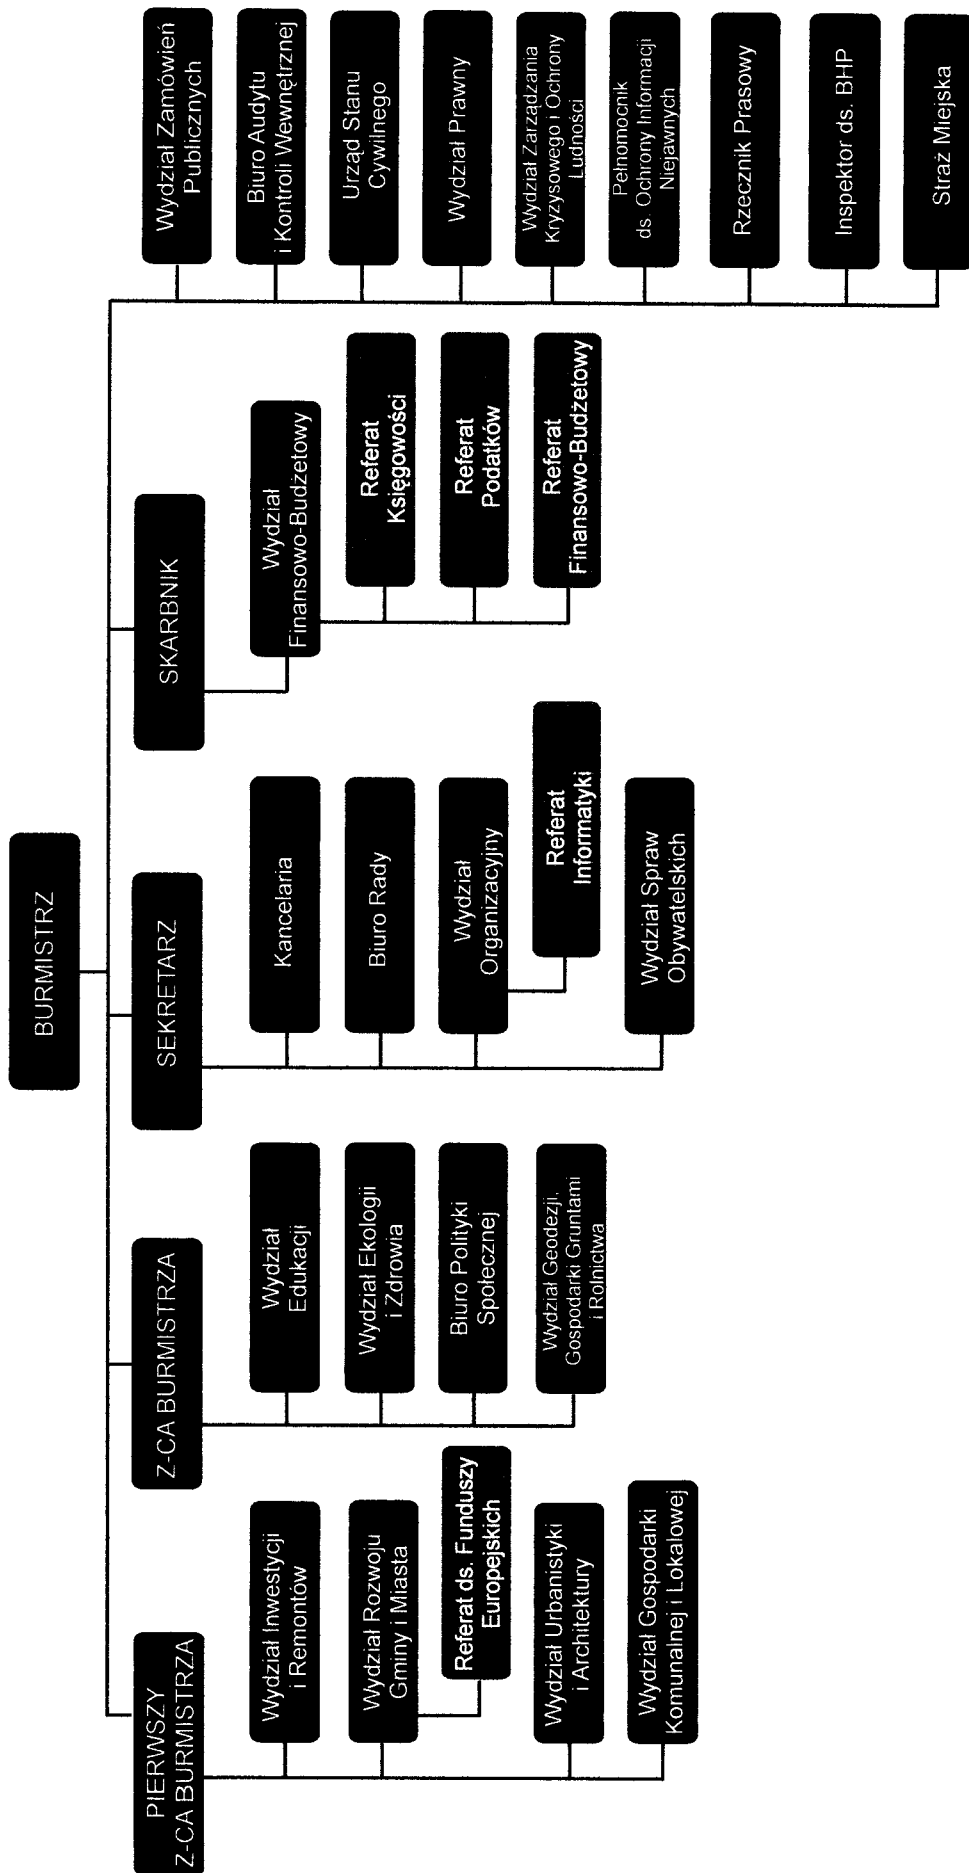 BURMISTRZ
PIERWSZY
Z-CA BURMISTRZA
Wydział Inwestycji
i Remontów
Wydział Rozwoju
Gminy i Miasta
Referat ds. Funduszy
Europejskich
Wydział Urbanistyki
i Architektury
Wydział Gospodarki
Komunalnej i Lokalowej
Z-CA BURMISTRZA
Wydział
Edukacji
Wydział Ekologii
i Zdrowia
Biuro Polityki
Społecznej
Wydział Geodezji,
Gospodarki Gruntami
i Rolnictwa
SEKRETARZ
Kancelaria
Biuro Rady
Wydział
Organizacyjny
Referat
Informatyki
Wydział Spraw
Obywatelskich
SKARBNIK
Wydział
Finansowo-Budżetowy
Referat
Księgowości
Referat
Podatków
Referat
Finansowo-Budżetowy
Wydział Zamówień
Publicznych
Biuro Audytu
i Kontroli Wewnętrznej
Urząd Stanu
Cywilnego
Wydział Prawny
Wydział Zarządzania
Kryzysowego i Ochrony
Ludności
Pełnomocnik
ds. Ochrony Informacji
Niejawnych
Rzecznik Prasowy
Inspektor ds. BHP
Straż Miejska